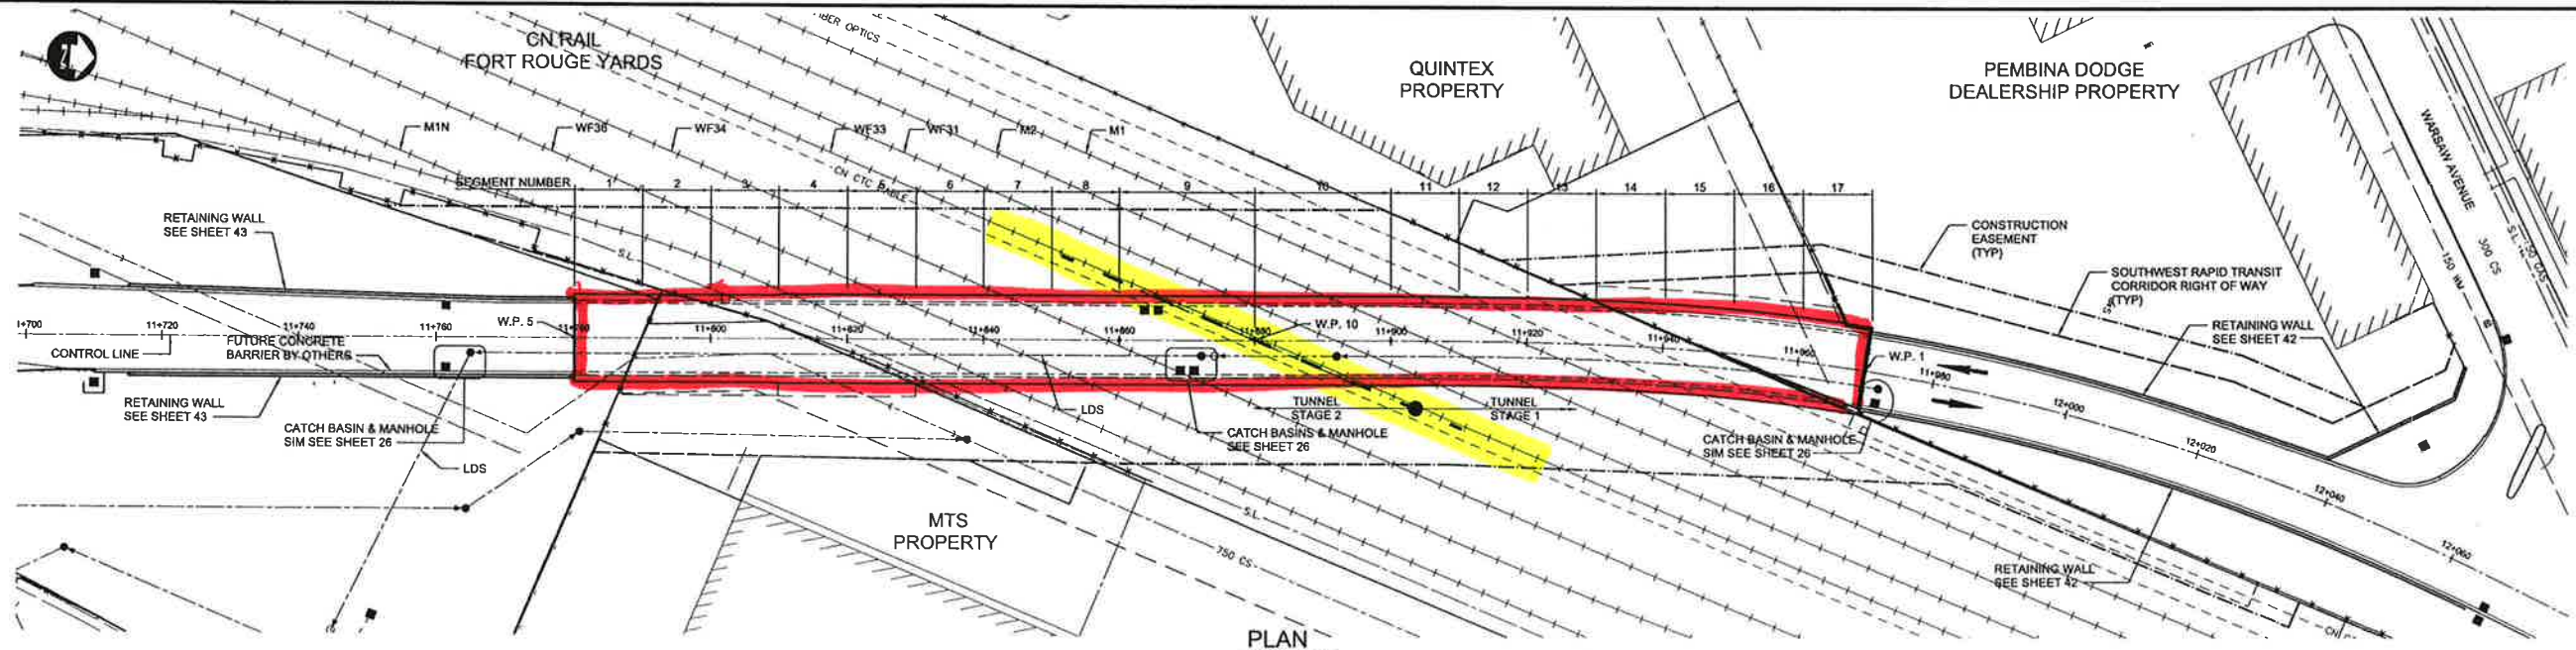 CN RAIL
FORT ROUGE YARDS
BER OPTICS
QUINTEX
PROPERTY
PEMBINA DODGE
DEALERSHIP PROPERTY
WARSAW AVENUE
300 CS
150 WM
M1N
WF36
WF34
WF33
WF31
M2
M1
CN CTC CABLE
SEGMENT NUMBER
1 2 3 4 5 6 7 8 9 10 11 12 13 14 15 16 17
RETAINING WALL
SEE SHEET 43
S.L.
CONSTRUCTION
EASEMENT
(TYP)
SOUTHWEST RAPID TRANSIT
CORRIDOR RIGHT OF WAY
(TYP)
RETAINING WALL
SEE SHEET 42
1+700 11+720 11+740 11+760 W.P. 5 11+780 11+800 11+820 11+840 11+860 11+880 W.P. 10 11+900 11+920 11+940 11+960 W.P. 1 11+980 12+000 12+020 12+040 12+060
CONTROL LINE
FUTURE CONCRETE
BARRIER BY OTHERS
RETAINING WALL
SEE SHEET 43
CATCH BASIN & MANHOLE
SIM SEE SHEET 26
LDS
LDS
TUNNEL
STAGE 2
TUNNEL
STAGE 1
CATCH BASINS & MANHOLE
SEE SHEET 26
CATCH BASIN & MANHOLE
SIM SEE SHEET 26
MTS
PROPERTY
S.L.
750 CS
RETAINING WALL
SEE SHEET 42
PLAN